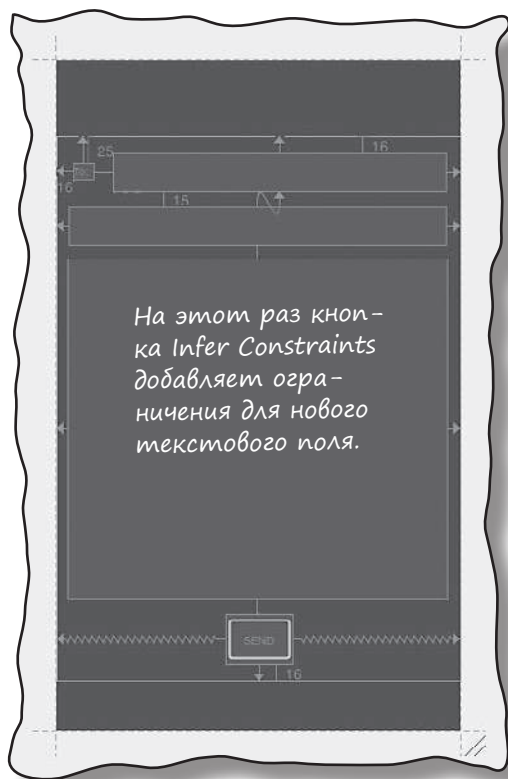 16
25
16
15
На этот раз кноп-
ка Infer Constraints
добавляет огра-
ничения для нового
текстового поля.
SEND
16